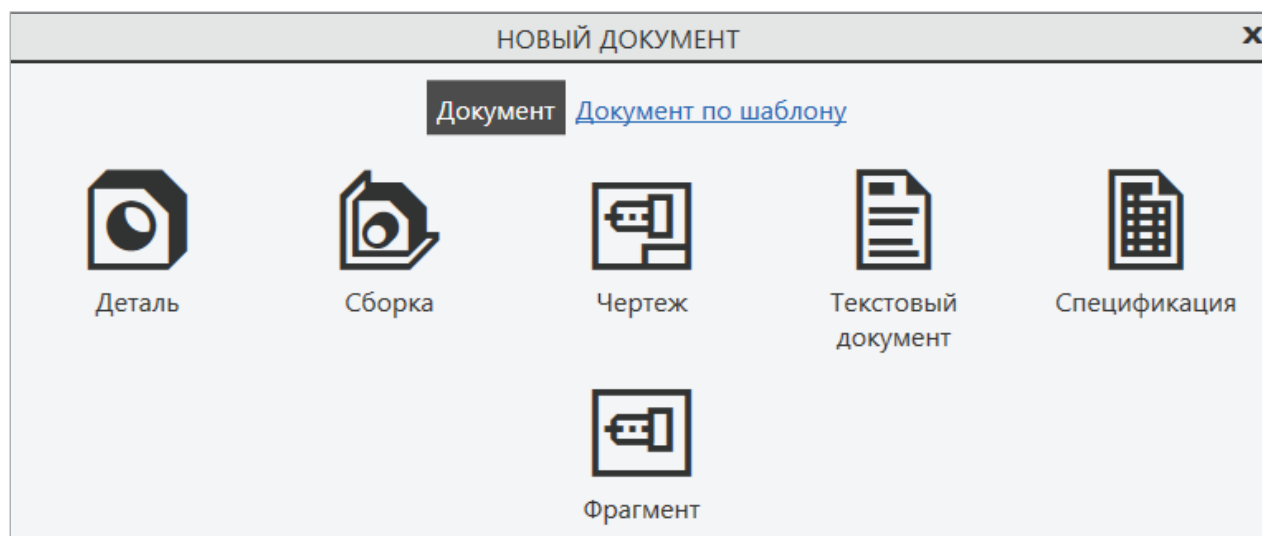 НОВЫЙ ДОКУМЕНТ
x
Документ Документ по шаблону
Деталь
Сборка
Чертеж
Текстовый
документ
Спецификация
Фрагмент